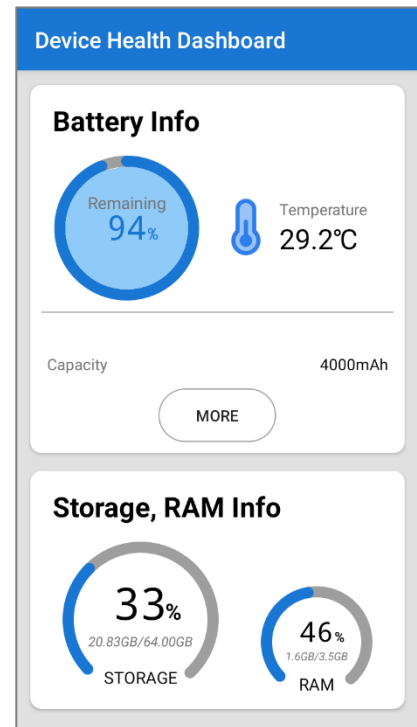 Device Health Dashboard
Battery Info
Remaining
94%
Temperature
29.2℃
Capacity 4000mAh
MORE
Storage, RAM Info
33%
20.83GB/64.00GB
STORAGE
46%
1.6GB/3.5GB
RAM